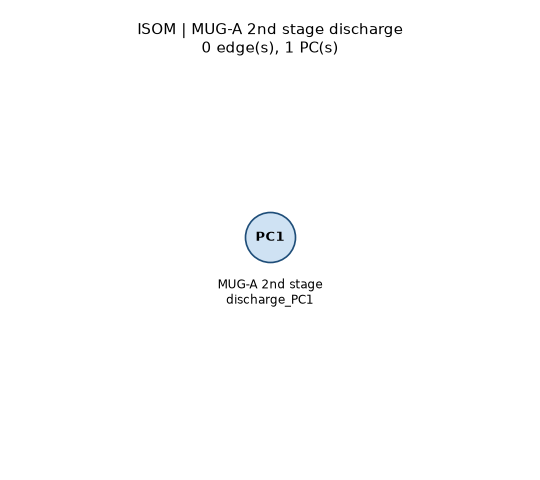 ISOM | MUG-A 2nd stage discharge
0 edge(s), 1 PC(s)
PC1
MUG-A 2nd stage
discharge_PC1